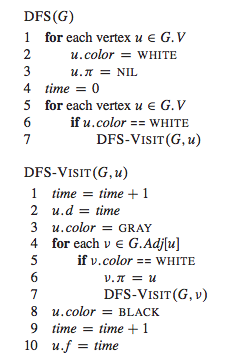 DFS(G)
1 for each vertex u ∈ G.V
2 u.color = WHITE
3 u.π = NIL
4 time = 0
5 for each vertex u ∈ G.V
6 if u.color == WHITE
7 DFS-VISIT(G, u)
DFS-VISIT(G, u)
1 time = time + 1
2 u.d = time
3 u.color = GRAY
4 for each v ∈ G.Adj[u]
5 if v.color == WHITE
6 v.π = u
7 DFS-VISIT(G, v)
8 u.color = BLACK
9 time = time + 1
10 u.f = time